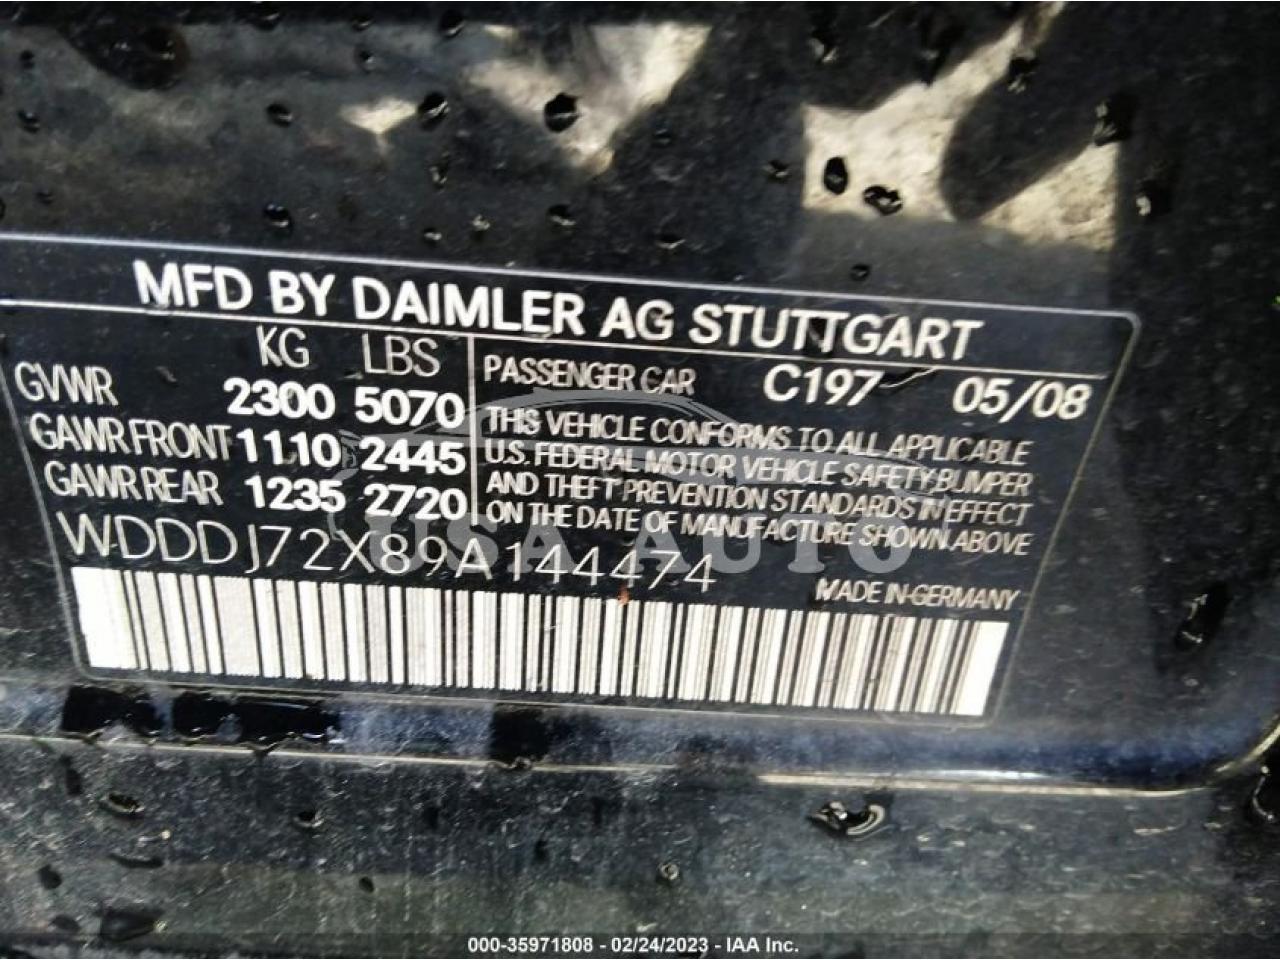 MFD BY DAIMLER AG STUTTGART
KG LBS
GVWR 2300 5070
GAWR FRONT 1110 2445
GAWR REAR 1235 2720
PASSENGER CAR C197 05/08
THIS VEHICLE CONFORMS TO ALL APPLICABLE
U.S. FEDERAL MOTOR VEHICLE SAFETY, BUMPER
AND THEFT PREVENTION STANDARDS IN EFFECT
ON THE DATE OF MANUFACTURE SHOWN ABOVE
WDDDJ72X89A144474
MADE IN GERMANY
USA AUTO
000-35971808 - 02/24/2023 - IAA Inc.